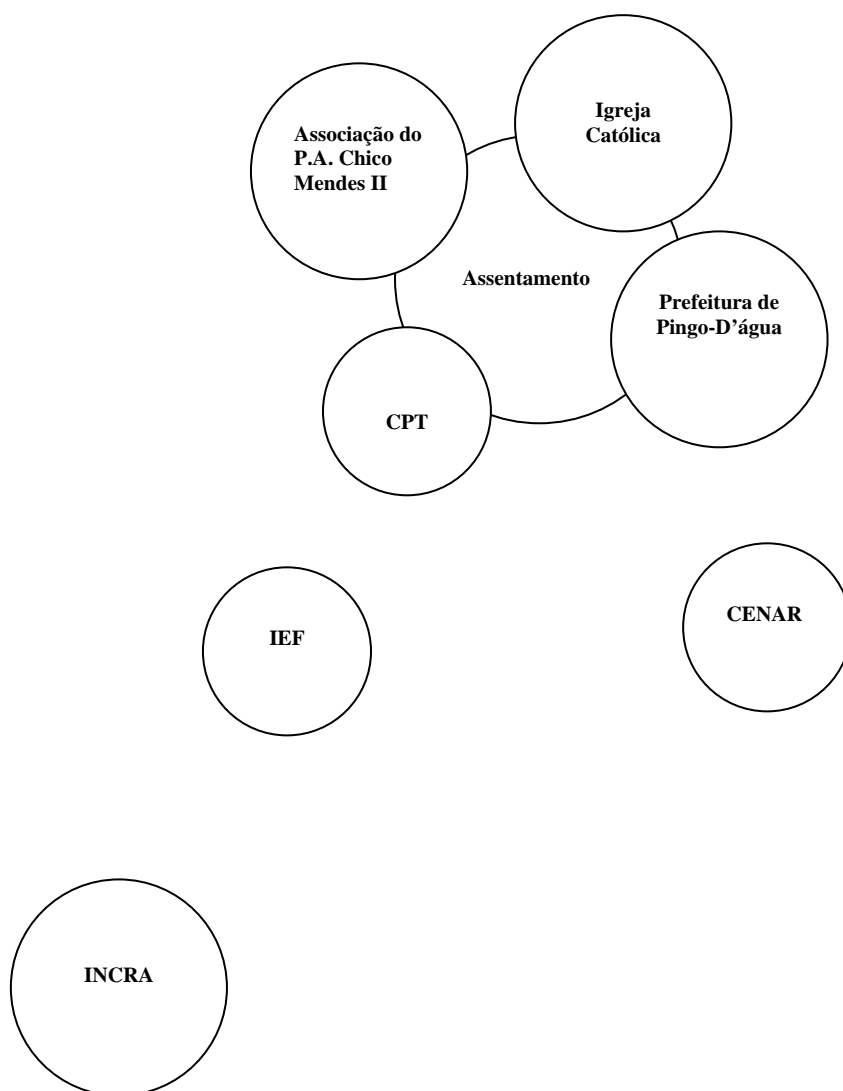 Associação do
P.A. Chico
Mendes II
Igreja
Católica
Assentamento
Prefeitura de
Pingo-D’água
CPT
IEF
CENAR
INCRA